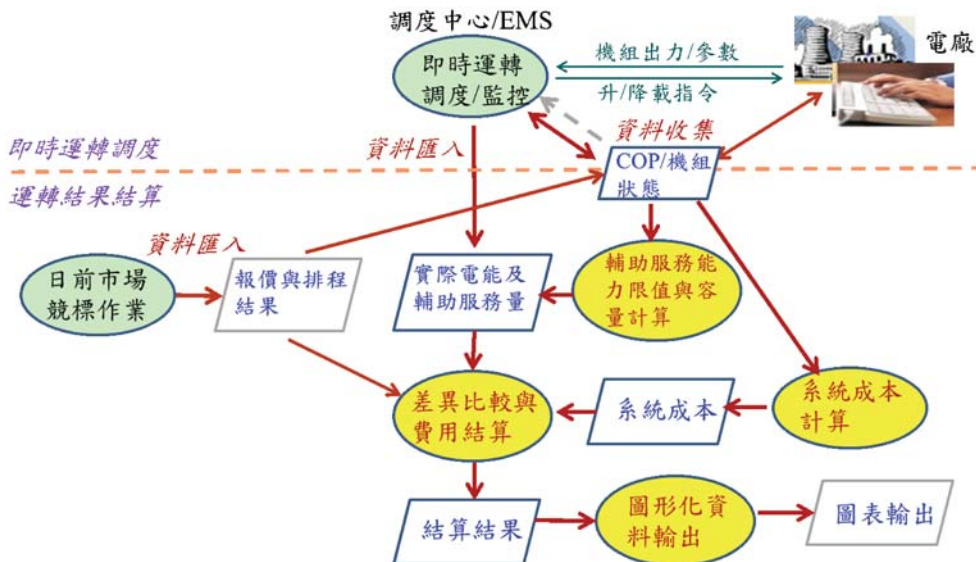 調度中心/EMS
即時運轉
調度/監控
機組出力/參數
升/降載指令
電廠
資料收集
即時運轉調度
資料匯入
COP/機組
狀態
運轉結果結算
資料匯入
日前市場
競標作業
報價與排程
結果
實際電能及
輔助服務量
輔助服務能
力限值與容
量計算
差異比較與
費用結算
系統成本
系統成本
計算
結算結果
圖形化資
料輸出
圖表輸出